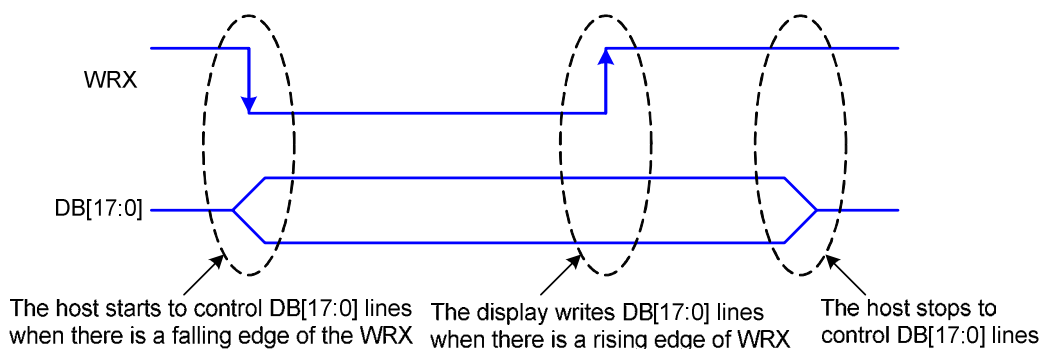 WRX
DB[17:0]
The host starts to control DB[17:0] lines
when there is a falling edge of the WRX
The display writes DB[17:0] lines
when there is a rising edge of WRX
The host stops to
control DB[17:0] lines